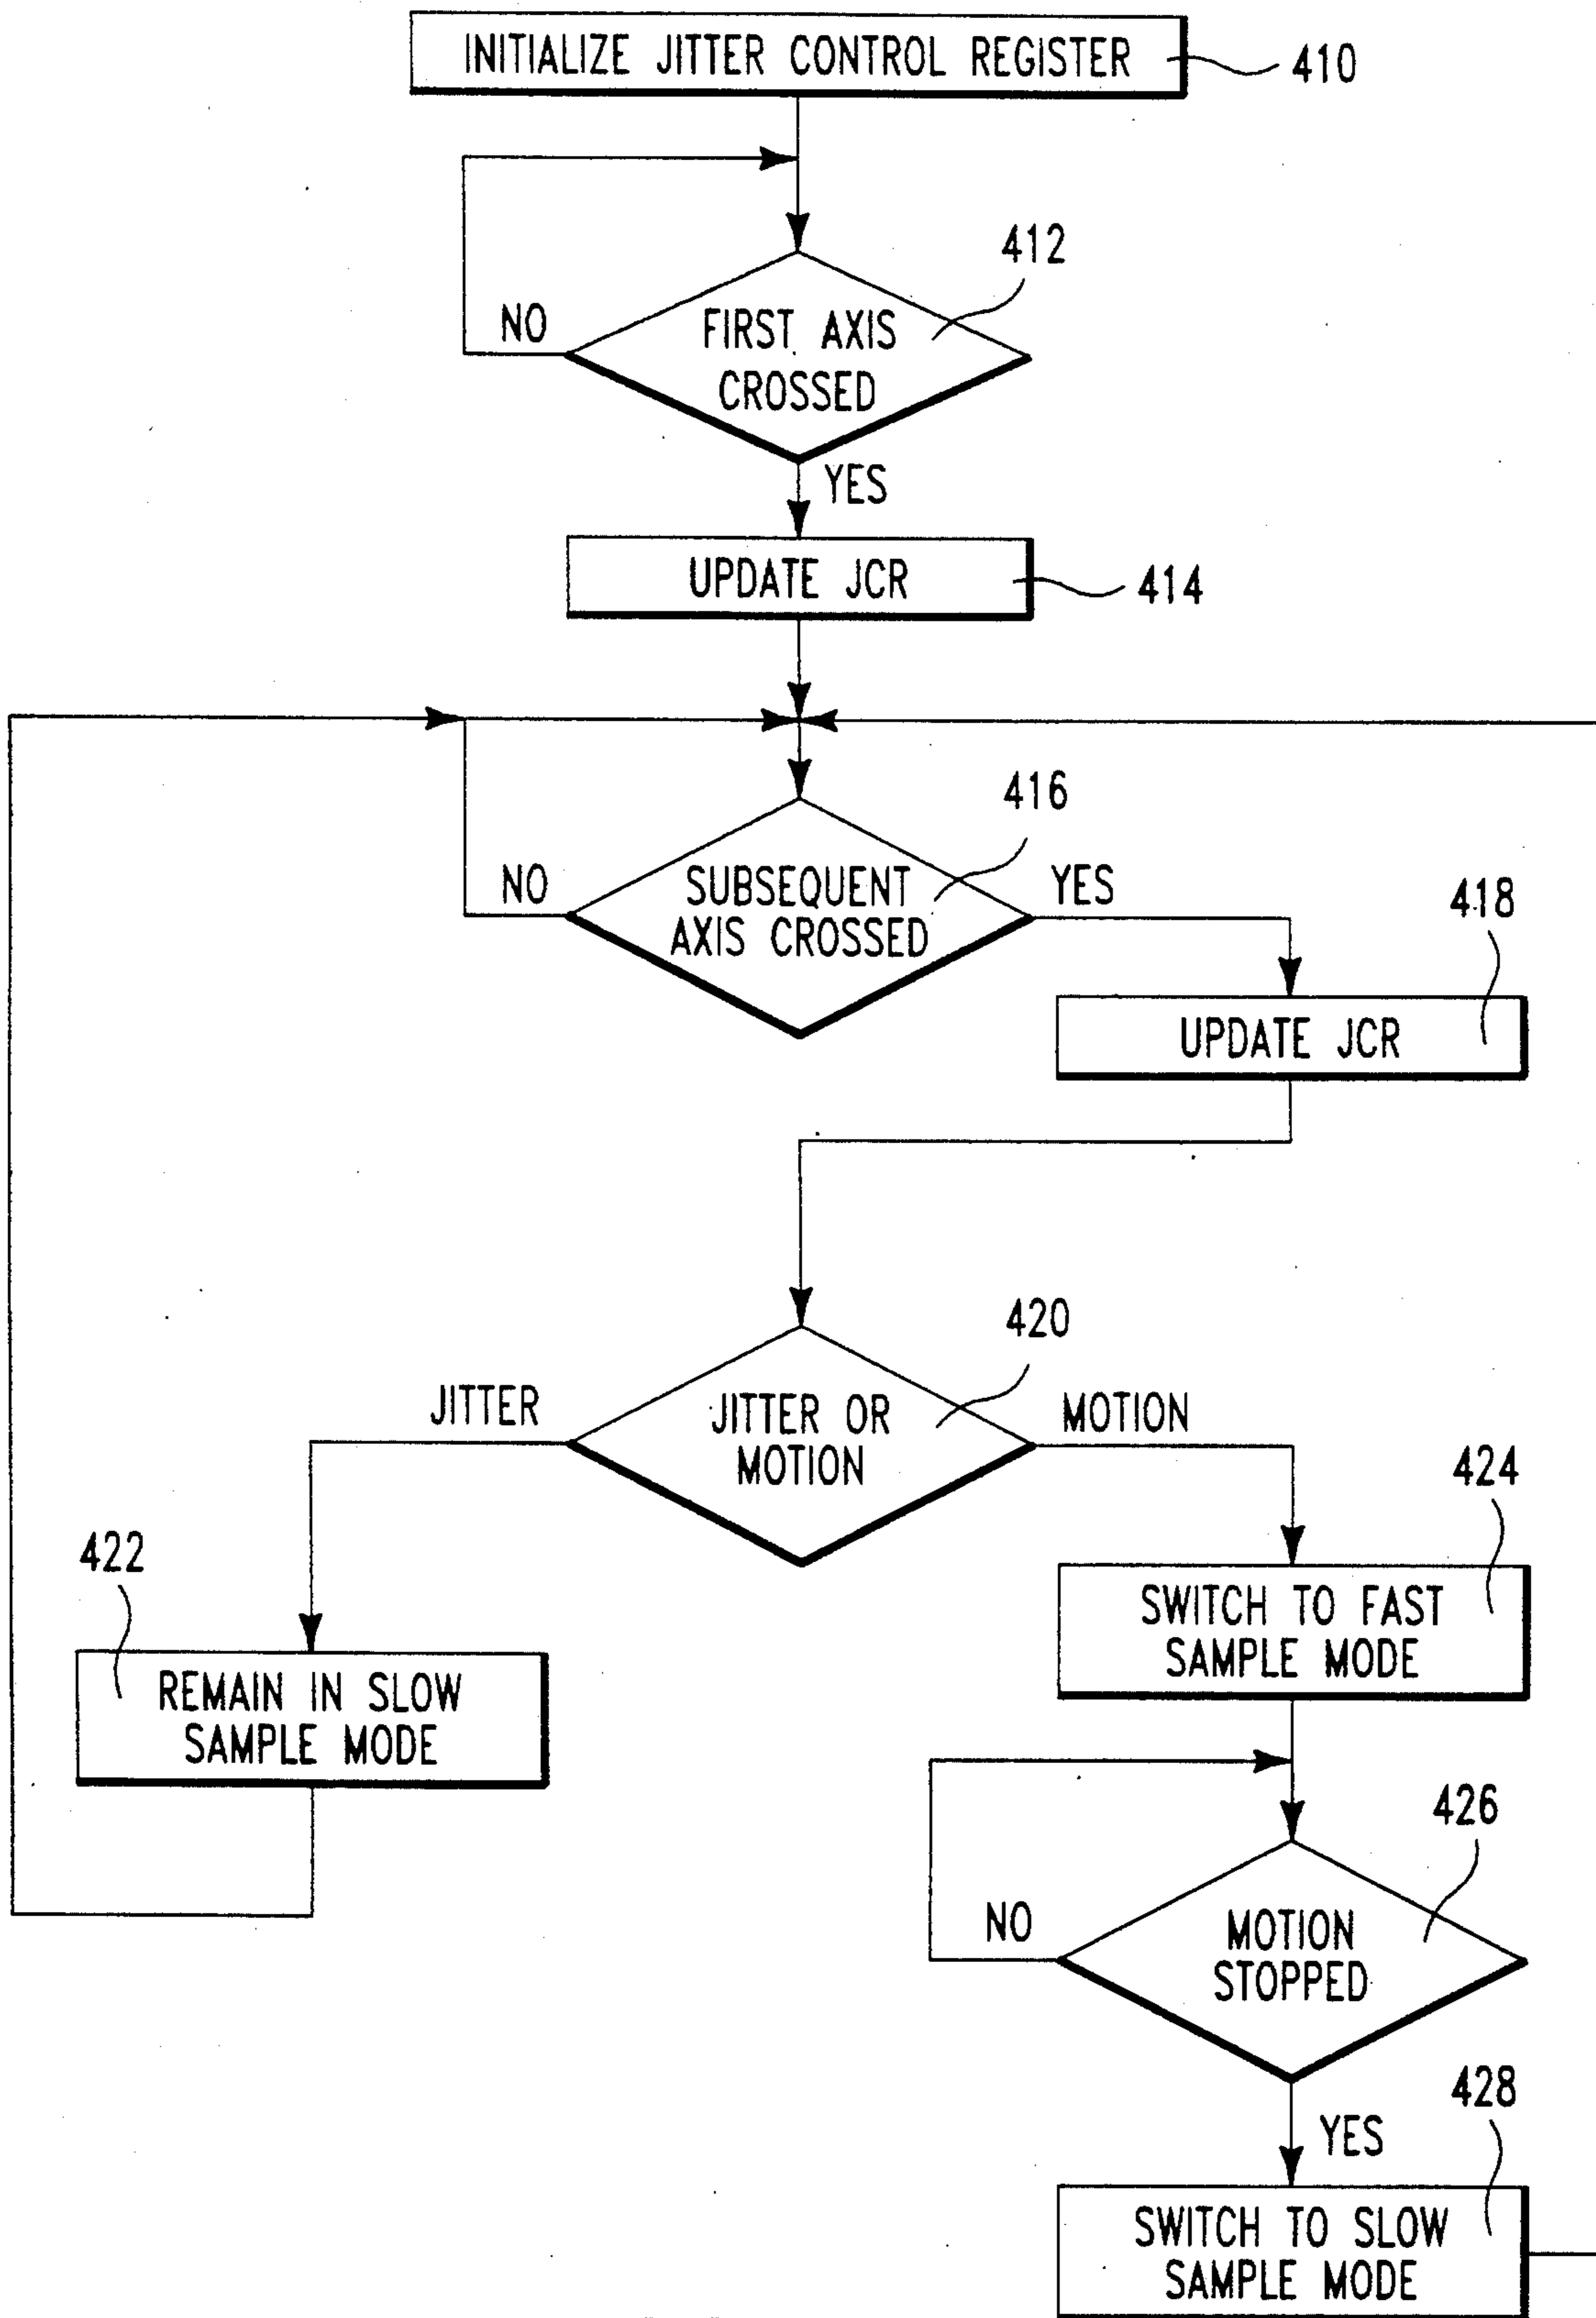 INITIALIZE JITTER CONTROL REGISTER
410
412
NO
FIRST AXIS
CROSSED
YES
UPDATE JCR
414
416
NO
SUBSEQUENT
AXIS CROSSED
YES
418
UPDATE JCR
420
JITTER
JITTER OR
MOTION
MOTION
424
422
SWITCH TO FAST
SAMPLE MODE
REMAIN IN SLOW
SAMPLE MODE
426
NO
MOTION
STOPPED
428
YES
SWITCH TO SLOW
SAMPLE MODE